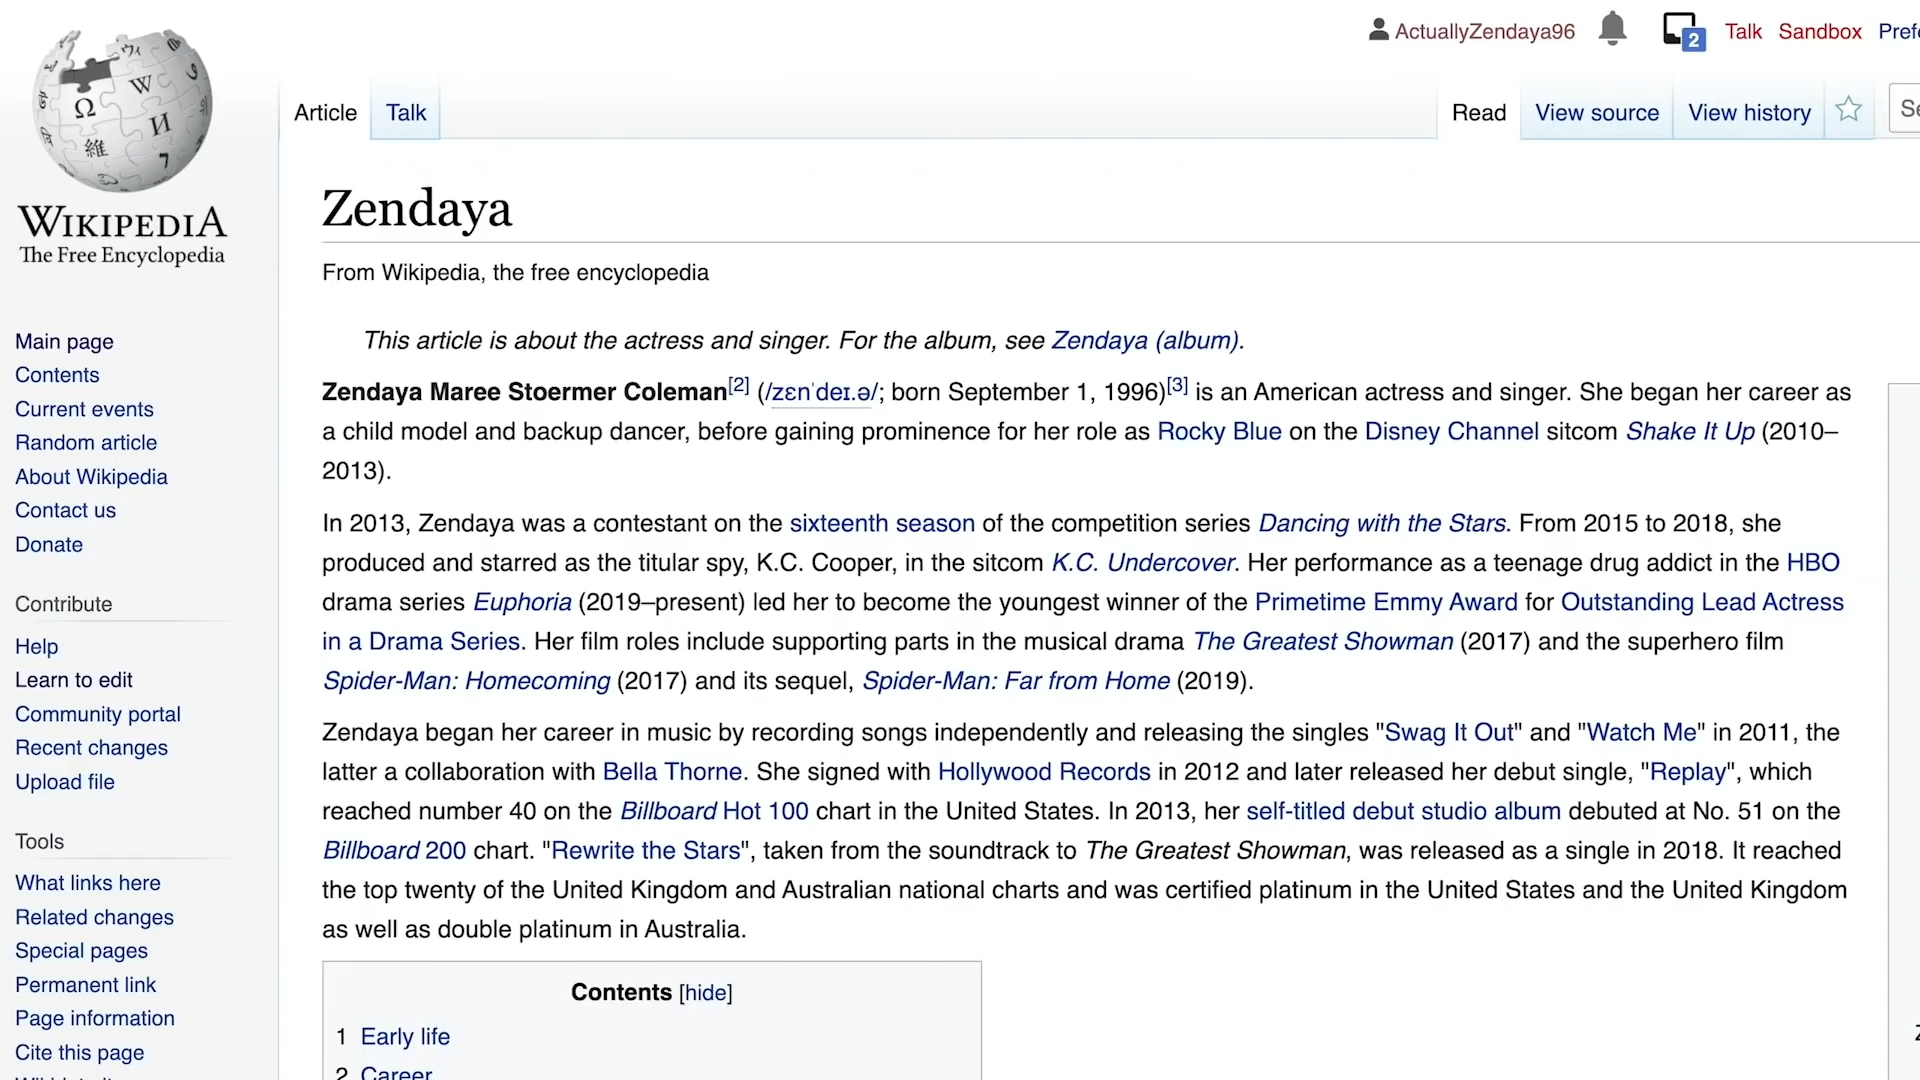 ActuallyZendaya96
2
Talk
Sandbox
Article
Talk
Read
View source
View history
WIKIPEDIA
The Free Encyclopedia
Main page
Contents
Current events
Random article
About Wikipedia
Contact us
Donate
Contribute
Help
Learn to edit
Community portal
Recent changes
Upload file
Tools
What links here
Related changes
Special pages
Permanent link
Page information
Cite this page
Zendaya
From Wikipedia, the free encyclopedia
This article is about the actress and singer. For the album, see Zendaya (album).
Zendaya Maree Stoermer Coleman[2] (/zɛnˈdeɪ.ə/; born September 1, 1996)[3] is an American actress and singer. She began her career as
a child model and backup dancer, before gaining prominence for her role as Rocky Blue on the Disney Channel sitcom Shake It Up (2010–
2013).
In 2013, Zendaya was a contestant on the sixteenth season of the competition series Dancing with the Stars. From 2015 to 2018, she
produced and starred as the titular spy, K.C. Cooper, in the sitcom K.C. Undercover. Her performance as a teenage drug addict in the HBO
drama series Euphoria (2019–present) led her to become the youngest winner of the Primetime Emmy Award for Outstanding Lead Actress
in a Drama Series. Her film roles include supporting parts in the musical drama The Greatest Showman (2017) and the superhero film
Spider-Man: Homecoming (2017) and its sequel, Spider-Man: Far from Home (2019).
Zendaya began her career in music by recording songs independently and releasing the singles "Swag It Out" and "Watch Me" in 2011, the
latter a collaboration with Bella Thorne. She signed with Hollywood Records in 2012 and later released her debut single, "Replay", which
reached number 40 on the Billboard Hot 100 chart in the United States. In 2013, her self-titled debut studio album debuted at No. 51 on the
Billboard 200 chart. "Rewrite the Stars", taken from the soundtrack to The Greatest Showman, was released as a single in 2018. It reached
the top twenty of the United Kingdom and Australian national charts and was certified platinum in the United States and the United Kingdom
as well as double platinum in Australia.
Contents [hide]
1 Early life
2 Career